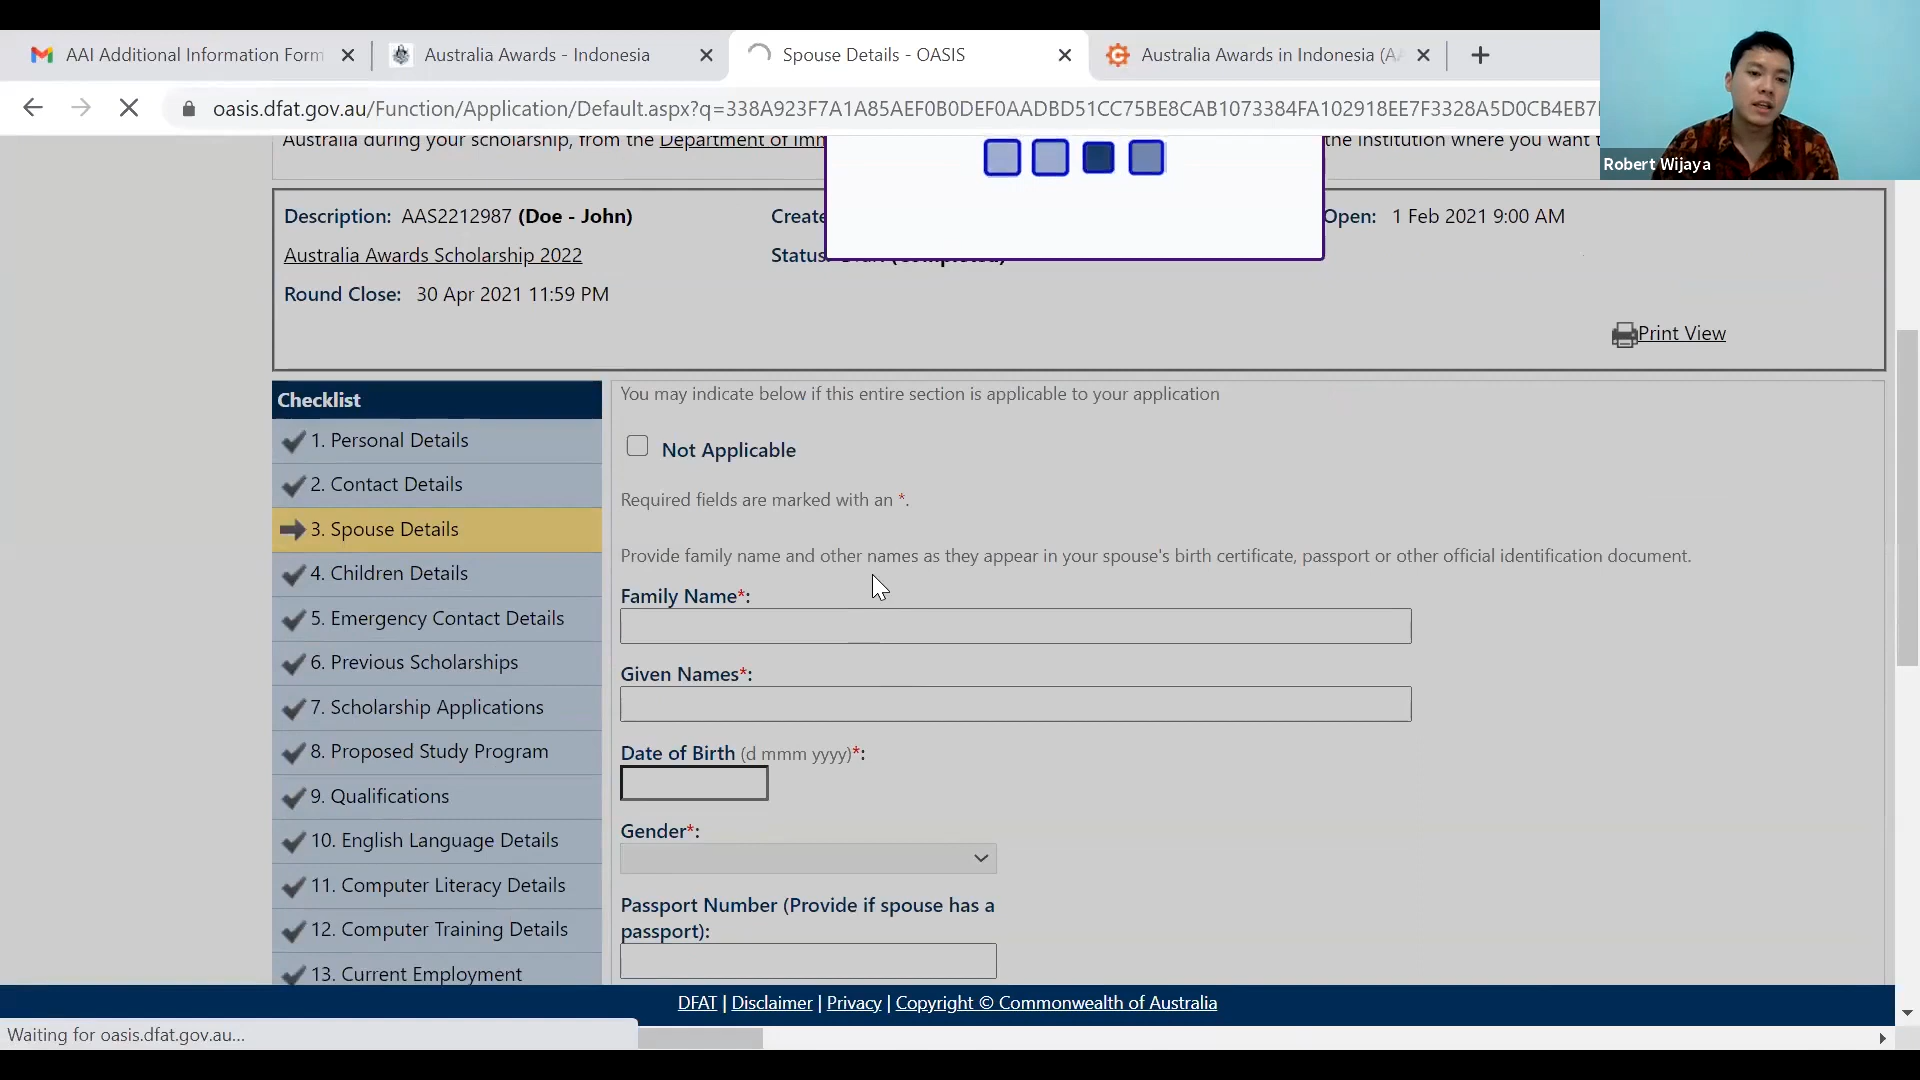 AAI Additional Information Form
Australia Awards - Indonesia
Spouse Details - OASIS
Australia Awards in Indonesia (A
oasis.dfat.gov.au/Function/Application/Default.aspx?q=338A923F7A1A85AEF0B0DEF0AADBD51CC75BE8CAB1073384FA102918EE7F3328A5D0CB4EB7
Robert Wijaya
Australia during your scholarship, from the Department of Imm
the institution where you want
Description: AAS2212987 (Doe - John)
Create
Open: 1 Feb 2021 9:00 AM
Australia Awards Scholarship 2022
Status:
Round Close: 30 Apr 2021 11:59 PM
Print View
Checklist
1. Personal Details
2. Contact Details
3. Spouse Details
4. Children Details
5. Emergency Contact Details
6. Previous Scholarships
7. Scholarship Applications
8. Proposed Study Program
9. Qualifications
10. English Language Details
11. Computer Literacy Details
12. Computer Training Details
13. Current Employment
You may indicate below if this entire section is applicable to your application
Not Applicable
Required fields are marked with an *.
Provide family name and other names as they appear in your spouse's birth certificate, passport or other official identification document.
Family Name*:
Given Names*:
Date of Birth (d mmm yyyy)*:
Gender*:
Passport Number (Provide if spouse has a
passport):
DFAT | Disclaimer | Privacy | Copyright © Commonwealth of Australia
Waiting for oasis.dfat.gov.au...